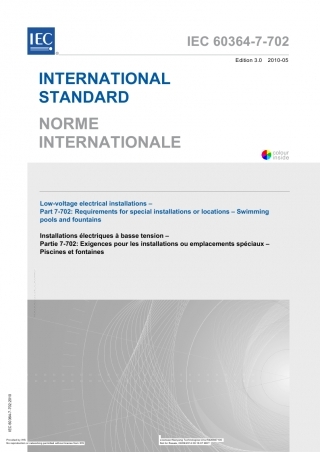 IEC
®
IEC 60364-7-702
Edition 3.0 2010-05
INTERNATIONAL
STANDARD
NORME
INTERNATIONALE
colour
inside
Low-voltage electrical installations –
Part 7-702: Requirements for special installations or locations – Swimming
pools and fountains
Installations électriques à basse tension –
Partie 7-702: Exigences pour les installations ou emplacements spéciaux –
Piscines et fontaines
IEC 60364-7-702:2010